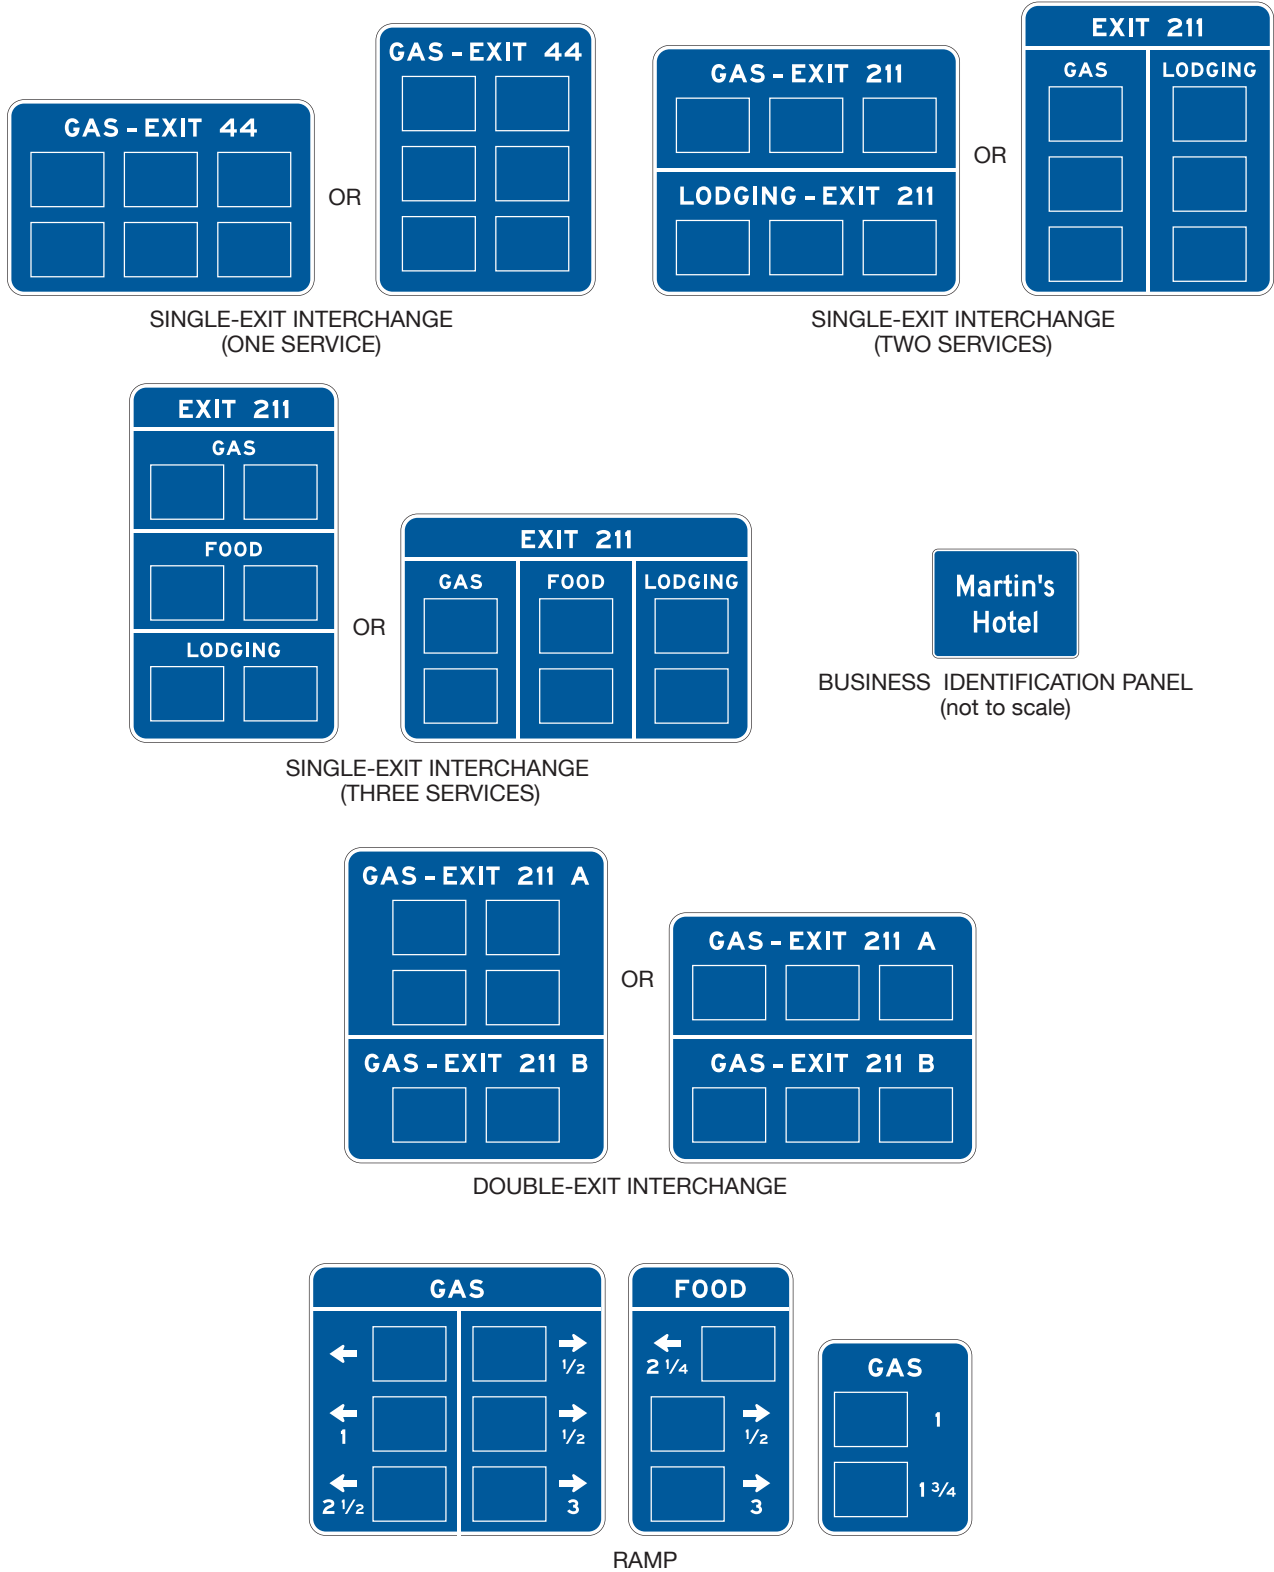 GAS - EXIT 44
OR
GAS - EXIT 44
SINGLE-EXIT INTERCHANGE
(ONE SERVICE)
GAS - EXIT 211
LODGING - EXIT 211
OR
EXIT 211
GAS LODGING
SINGLE-EXIT INTERCHANGE
(TWO SERVICES)
EXIT 211
GAS
FOOD
LODGING
OR
EXIT 211
GAS FOOD LODGING
SINGLE-EXIT INTERCHANGE
(THREE SERVICES)
Martin's
Hotel
BUSINESS IDENTIFICATION PANEL
(not to scale)
GAS - EXIT 211 A
GAS - EXIT 211 B
OR
GAS - EXIT 211 A
GAS - EXIT 211 B
DOUBLE-EXIT INTERCHANGE
GAS
1/2
1 1/2
2 1/2 3
FOOD
2 1/4
1/2
3
GAS
1
1 3/4
RAMP